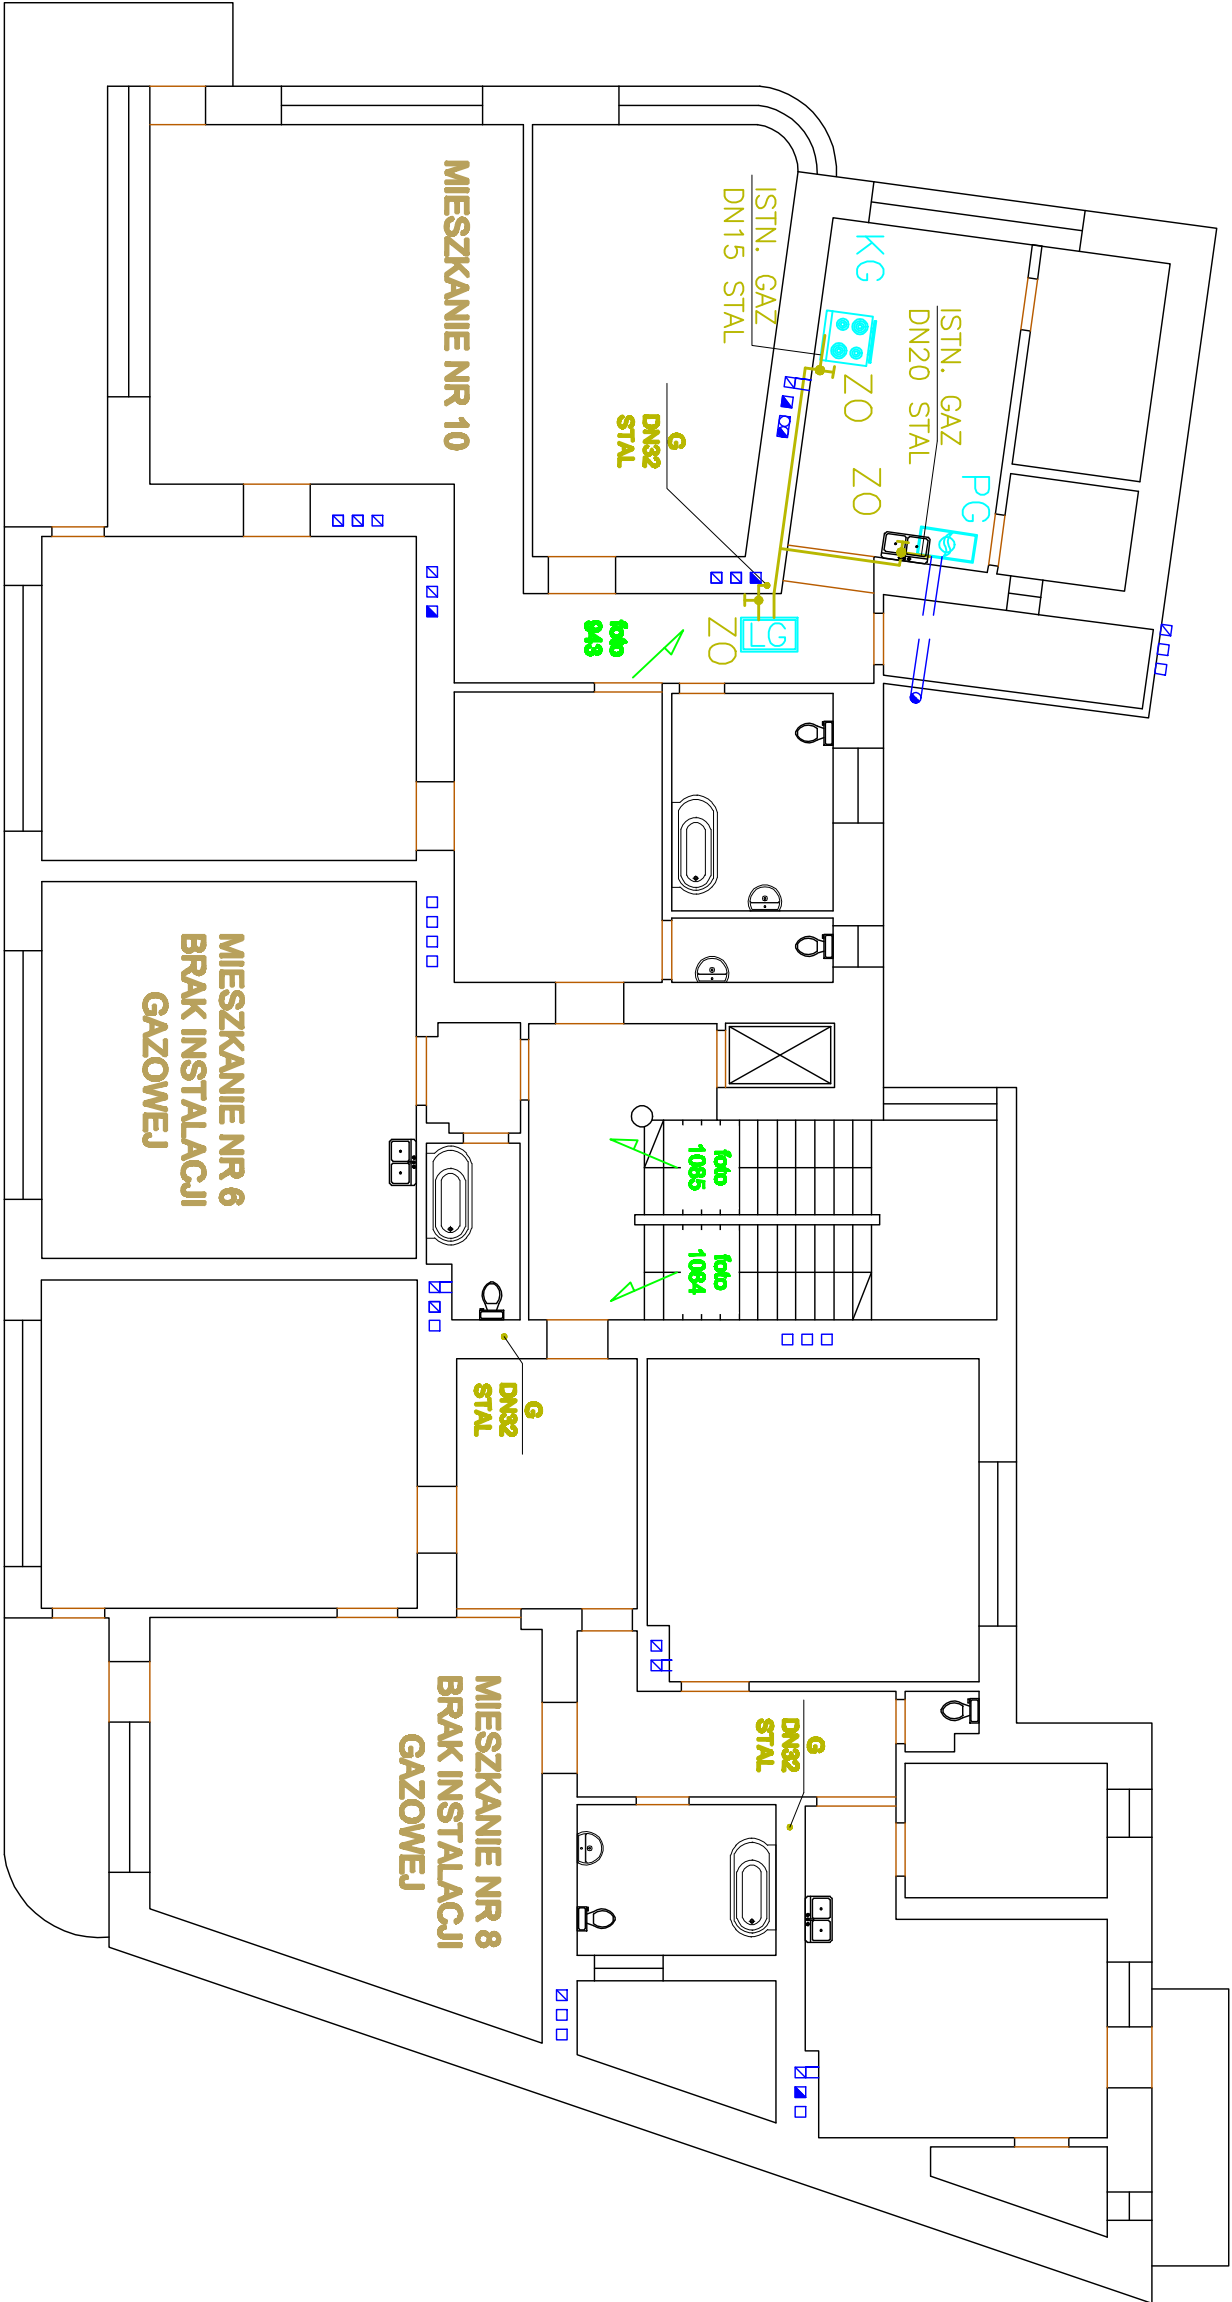 KG
ISTN. GAZ
DN15 STAL
ISTN. GAZ
DN20 STAL
MIESZKANIE NR 10
ZO
ZO
PG
G
DN32
STAL
LG
ZO
foto
943
MIESZKANIE NR 6
BRAK INSTALACJI
GAZOWEJ
foto
1085
foto
1084
G
DN32
STAL
MIESZKANIE NR 8
BRAK INSTALACJI
GAZOWEJ
G
DN32
STAL